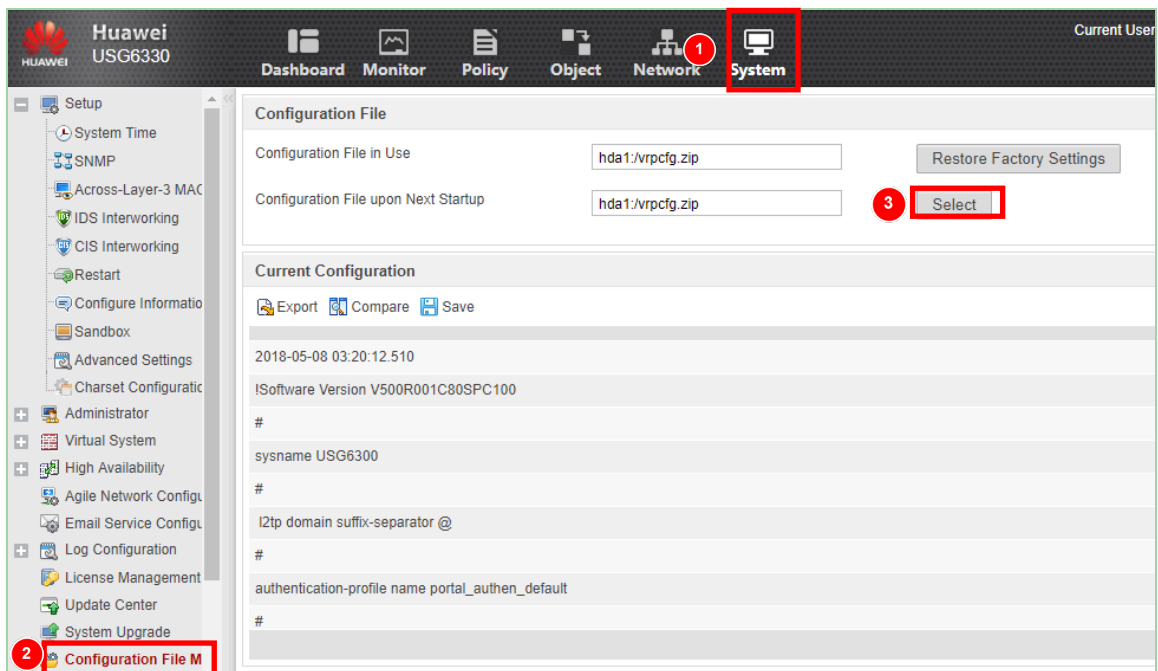 Huawei
USG6330
HUAWEI
Dashboard Monitor Policy Object Network System
Current User
1
Setup
System Time
SNMP
Across-Layer-3 MAC
IDS Interworking
CIS Interworking
Restart
Configure Informatio
Sandbox
Advanced Settings
Charset Configuratic
Administrator
Virtual System
High Availability
Agile Network Configu
Email Service Configu
Log Configuration
License Management
Update Center
System Upgrade
2
Configuration File M
Configuration File
Configuration File in Use hda1:/vrpcfg.zip Restore Factory Settings
Configuration File upon Next Startup hda1:/vrpcfg.zip 3 Select
Current Configuration
Export Compare Save
2018-05-08 03:20:12.510
!Software Version V500R001C80SPC100
#
sysname USG6300
#
l2tp domain suffix-separator @
#
authentication-profile name portal_authen_default
#